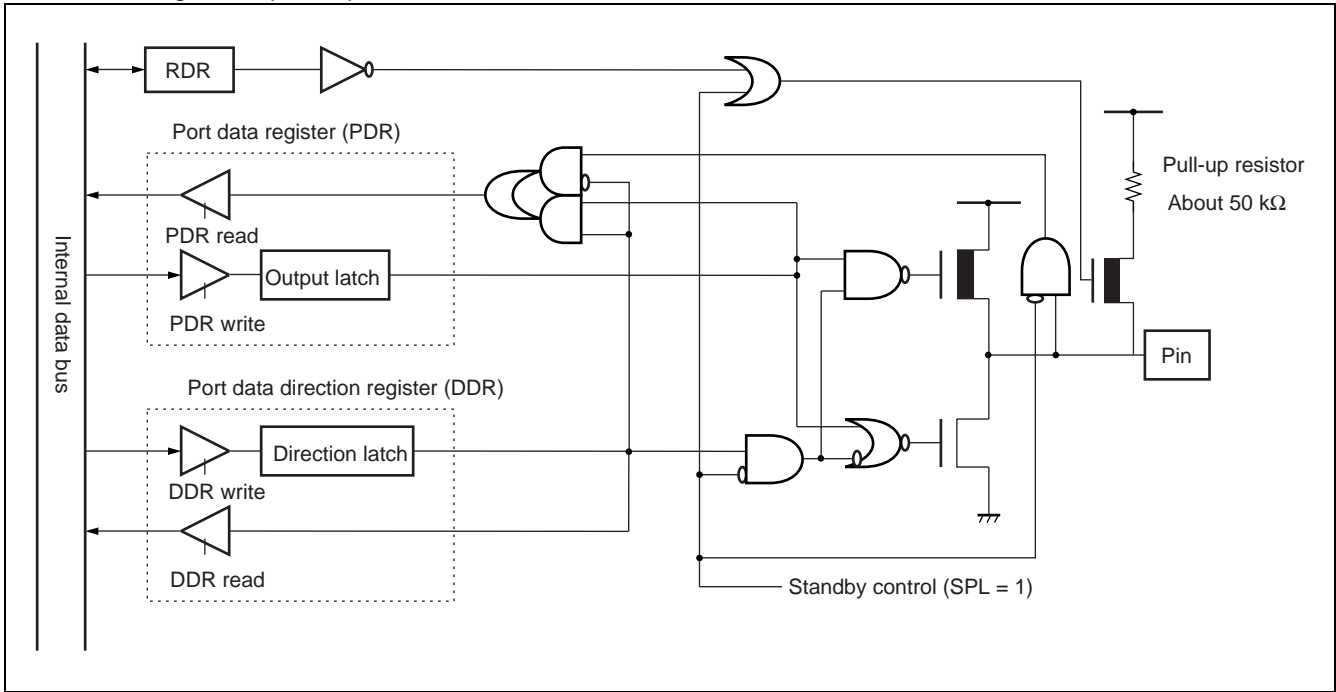 RDR
Port data register (PDR)
Pull-up resistor
About 50 kΩ
PDR read
Internal data bus
Output latch
PDR write
Pin
Port data direction register (DDR)
Direction latch
DDR write
DDR read
Standby control (SPL = 1)